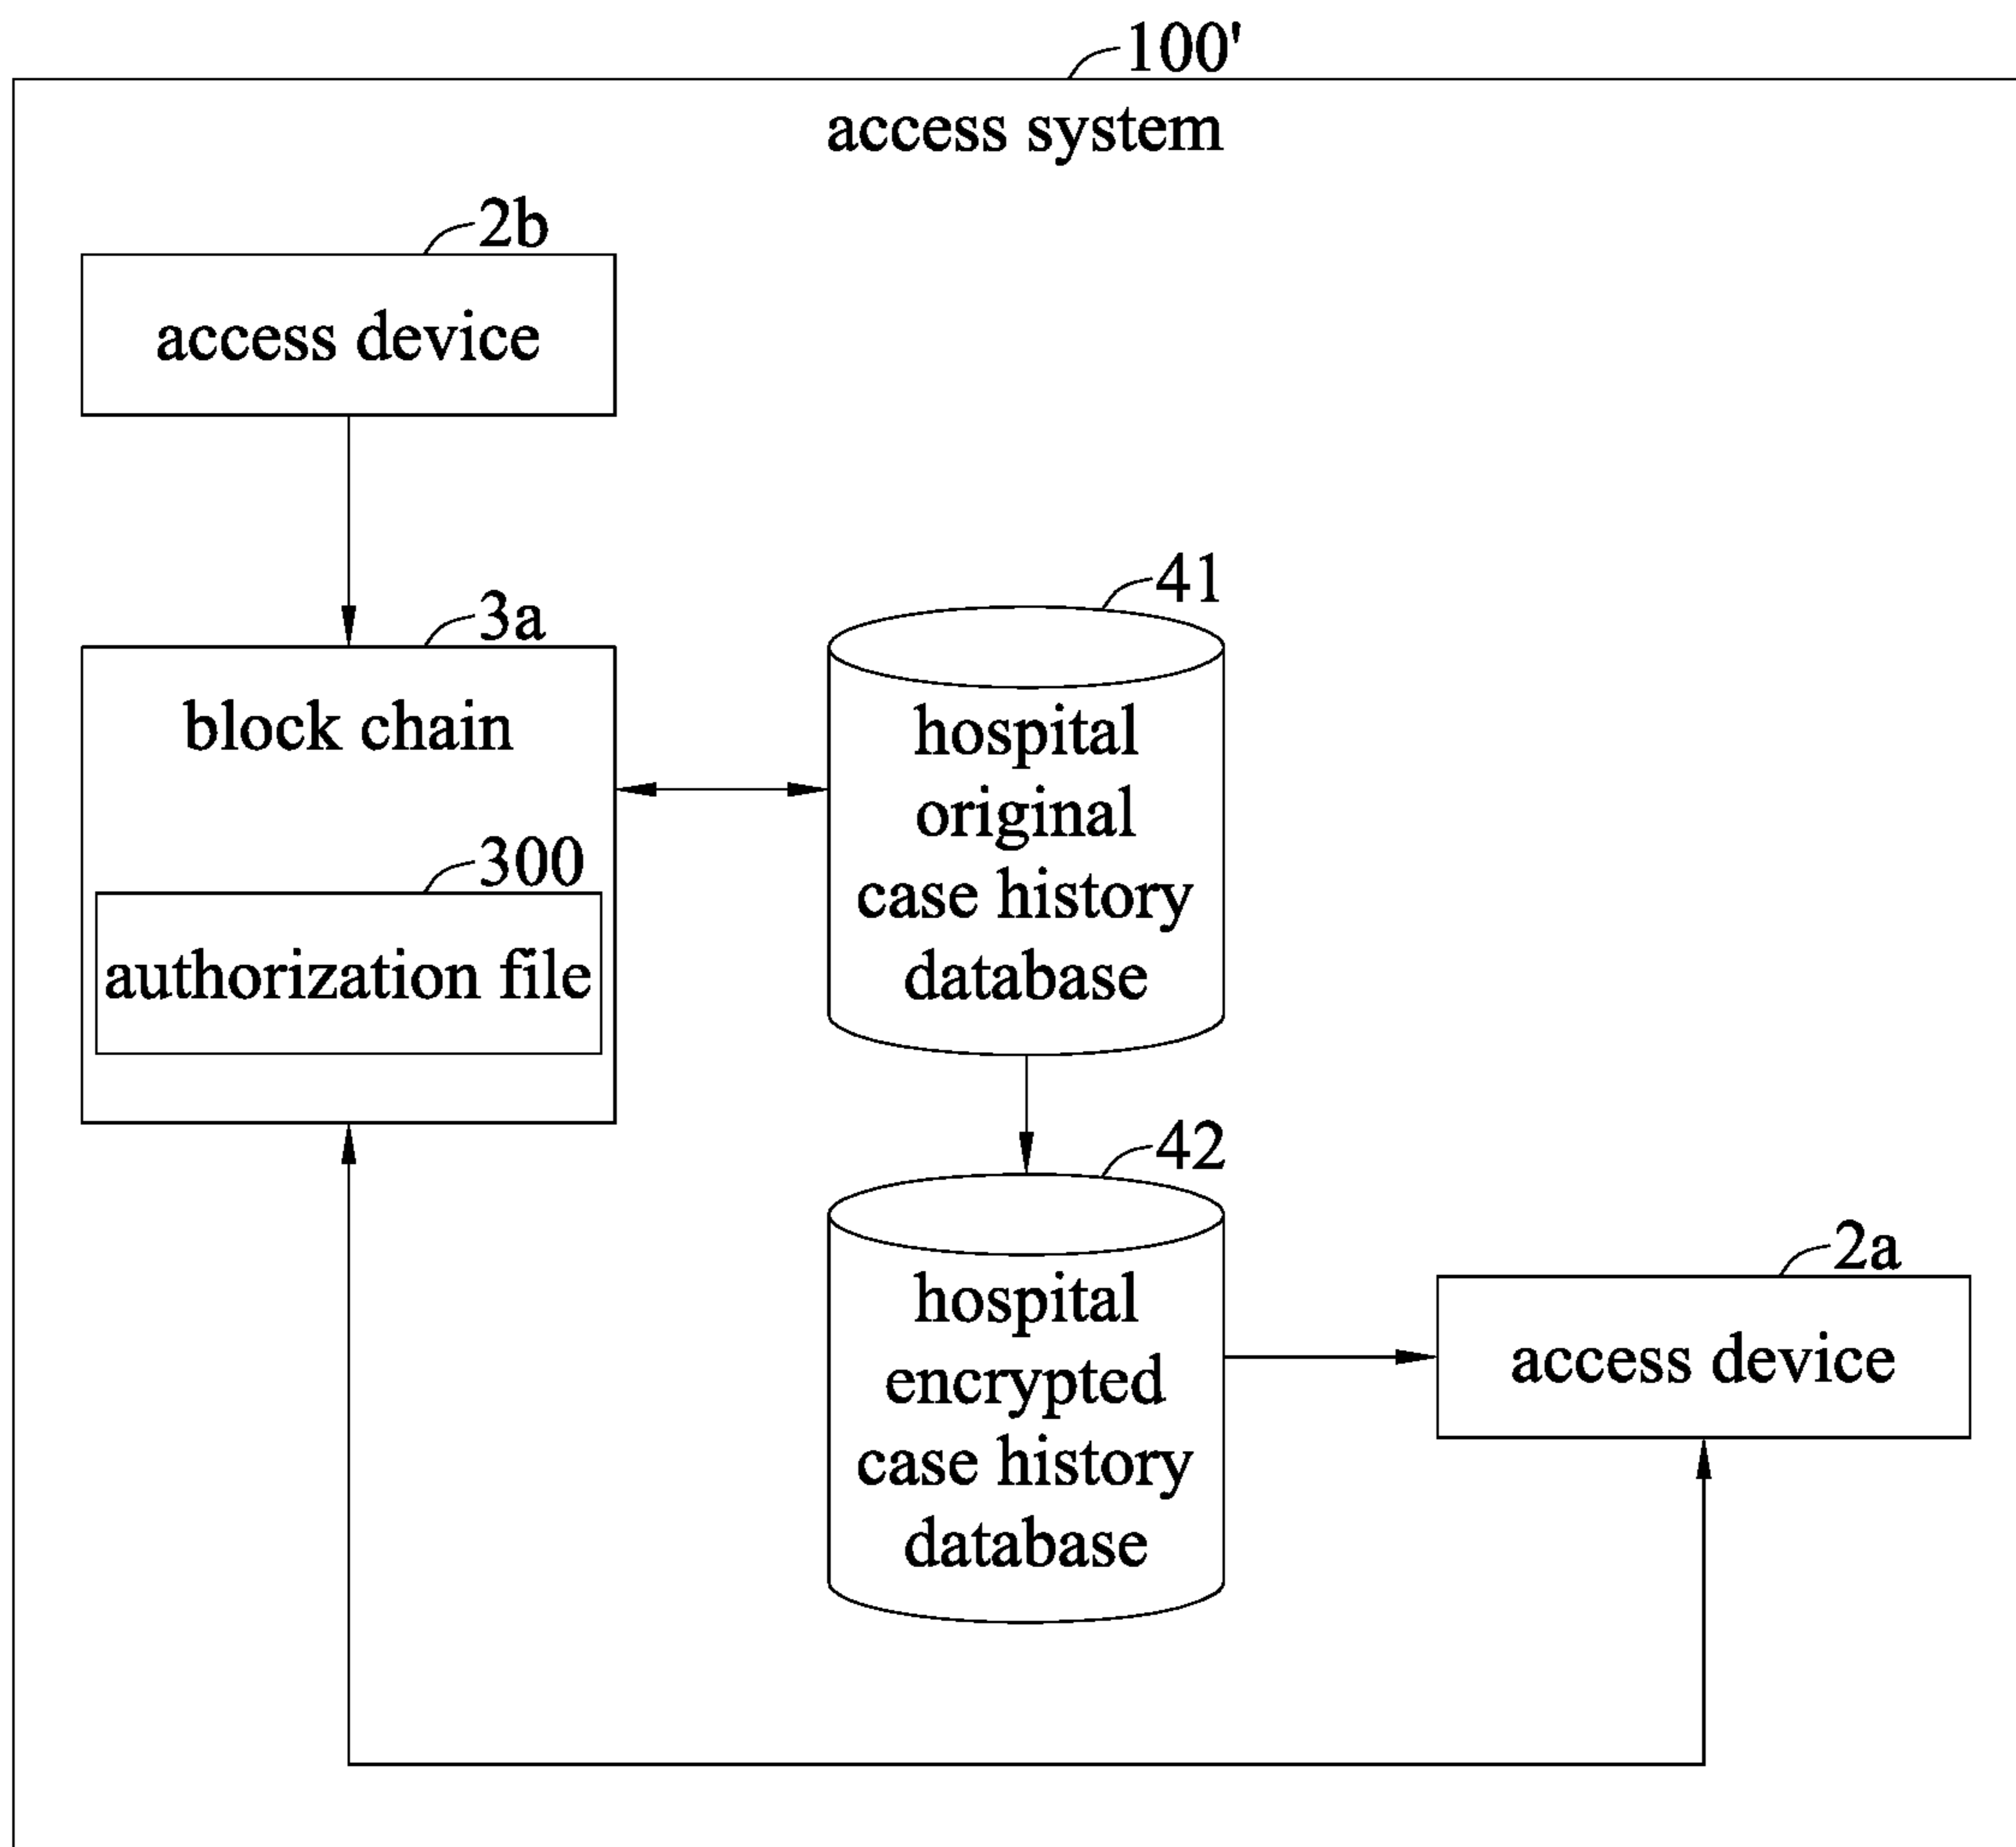 100'
access system
2b
access device
3a
block chain
300
authorization file
41
hospital
original
case history
database
42
hospital
encrypted
case history
database
2a
access device